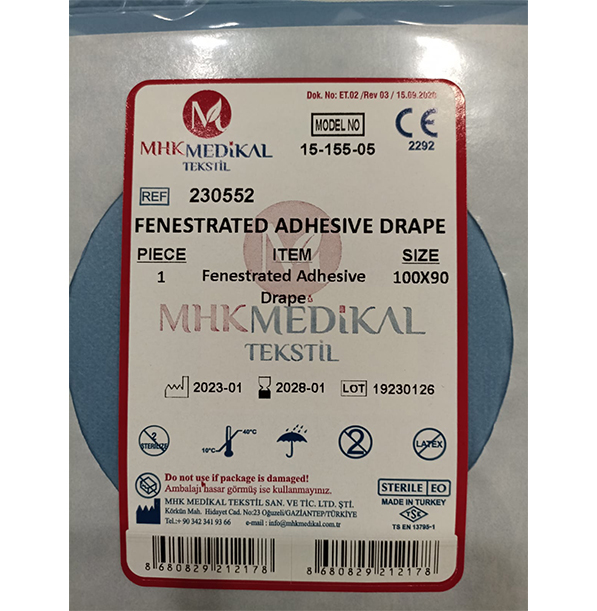 Dok. No: ET.02 /Rev 03 / 15.09.2020
M
MHKMEDİKAL
TEKSTİL
MODEL NO
15-155-05
CE
2292
REF 230552
FENESTRATED ADHESIVE DRAPE
PIECE ITEM SIZE
1 Fenestrated Adhesive Drape 100X90
M
MHKMEDİKAL
TEKSTİL
2023-01 2028-01 LOT 19230126
2
STERILIZE
10°C 40°C
2
LATEX
Do not use if package is damaged!
Ambalajı hasar görmüş ise kullanmayınız.
MHK MEDİKAL TEKSTİL SAN. VE TİC. LTD. ŞTİ.
Körkün Mah. Hidayet Cad. No:23 Oğuzeli/GAZİANTEP/TÜRKİYE
Tel.:+ 90 342 341 93 66 e-mail : info@mhkmedikal.com.tr
STERILE EO
MADE IN TURKEY
TSE
TS EN 13795-1
8 680829 212178
8 680829 212178